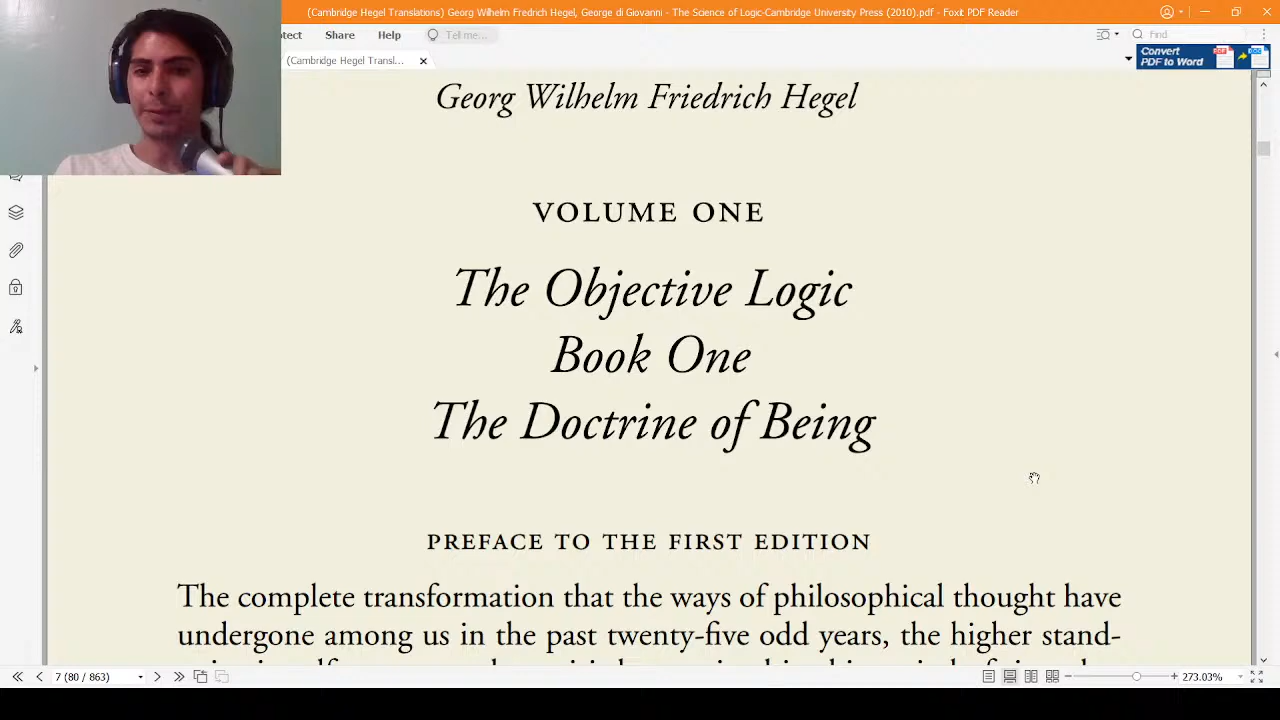 (Cambridge Hegel Translations) Georg Wilhelm Fredrich Hegel, George di Giovanni - The Science of Logic-Cambridge University Press (2010).pdf - Foxit PDF Reader
Share Help Tell me... Find
(Cambridge Hegel Transl...
Convert
PDF to Word
Georg Wilhelm Friedrich Hegel
VOLUME ONE
The Objective Logic
Book One
The Doctrine of Being
PREFACE TO THE FIRST EDITION
The complete transformation that the ways of philosophical thought have
undergone among us in the past twenty-five odd years, the higher stand-
7 (80 / 863) 273.03%